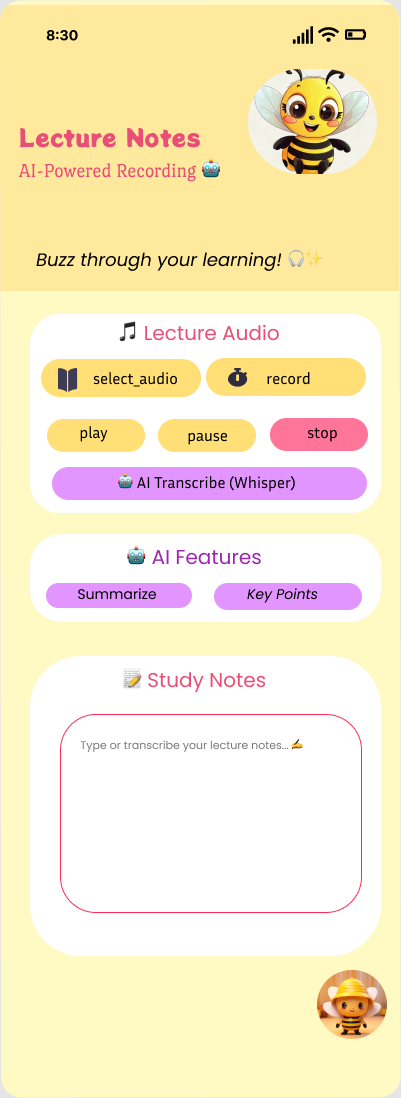 8:30
Lecture Notes
AI-Powered Recording 🤖
Buzz through your learning! 🎧✨
🎵 Lecture Audio
select_audio
record
play
pause
stop
🤖 AI Transcribe (Whisper)
🤖 AI Features
Summarize
Key Points
📝 Study Notes
Type or transcribe your lecture notes... ✍️